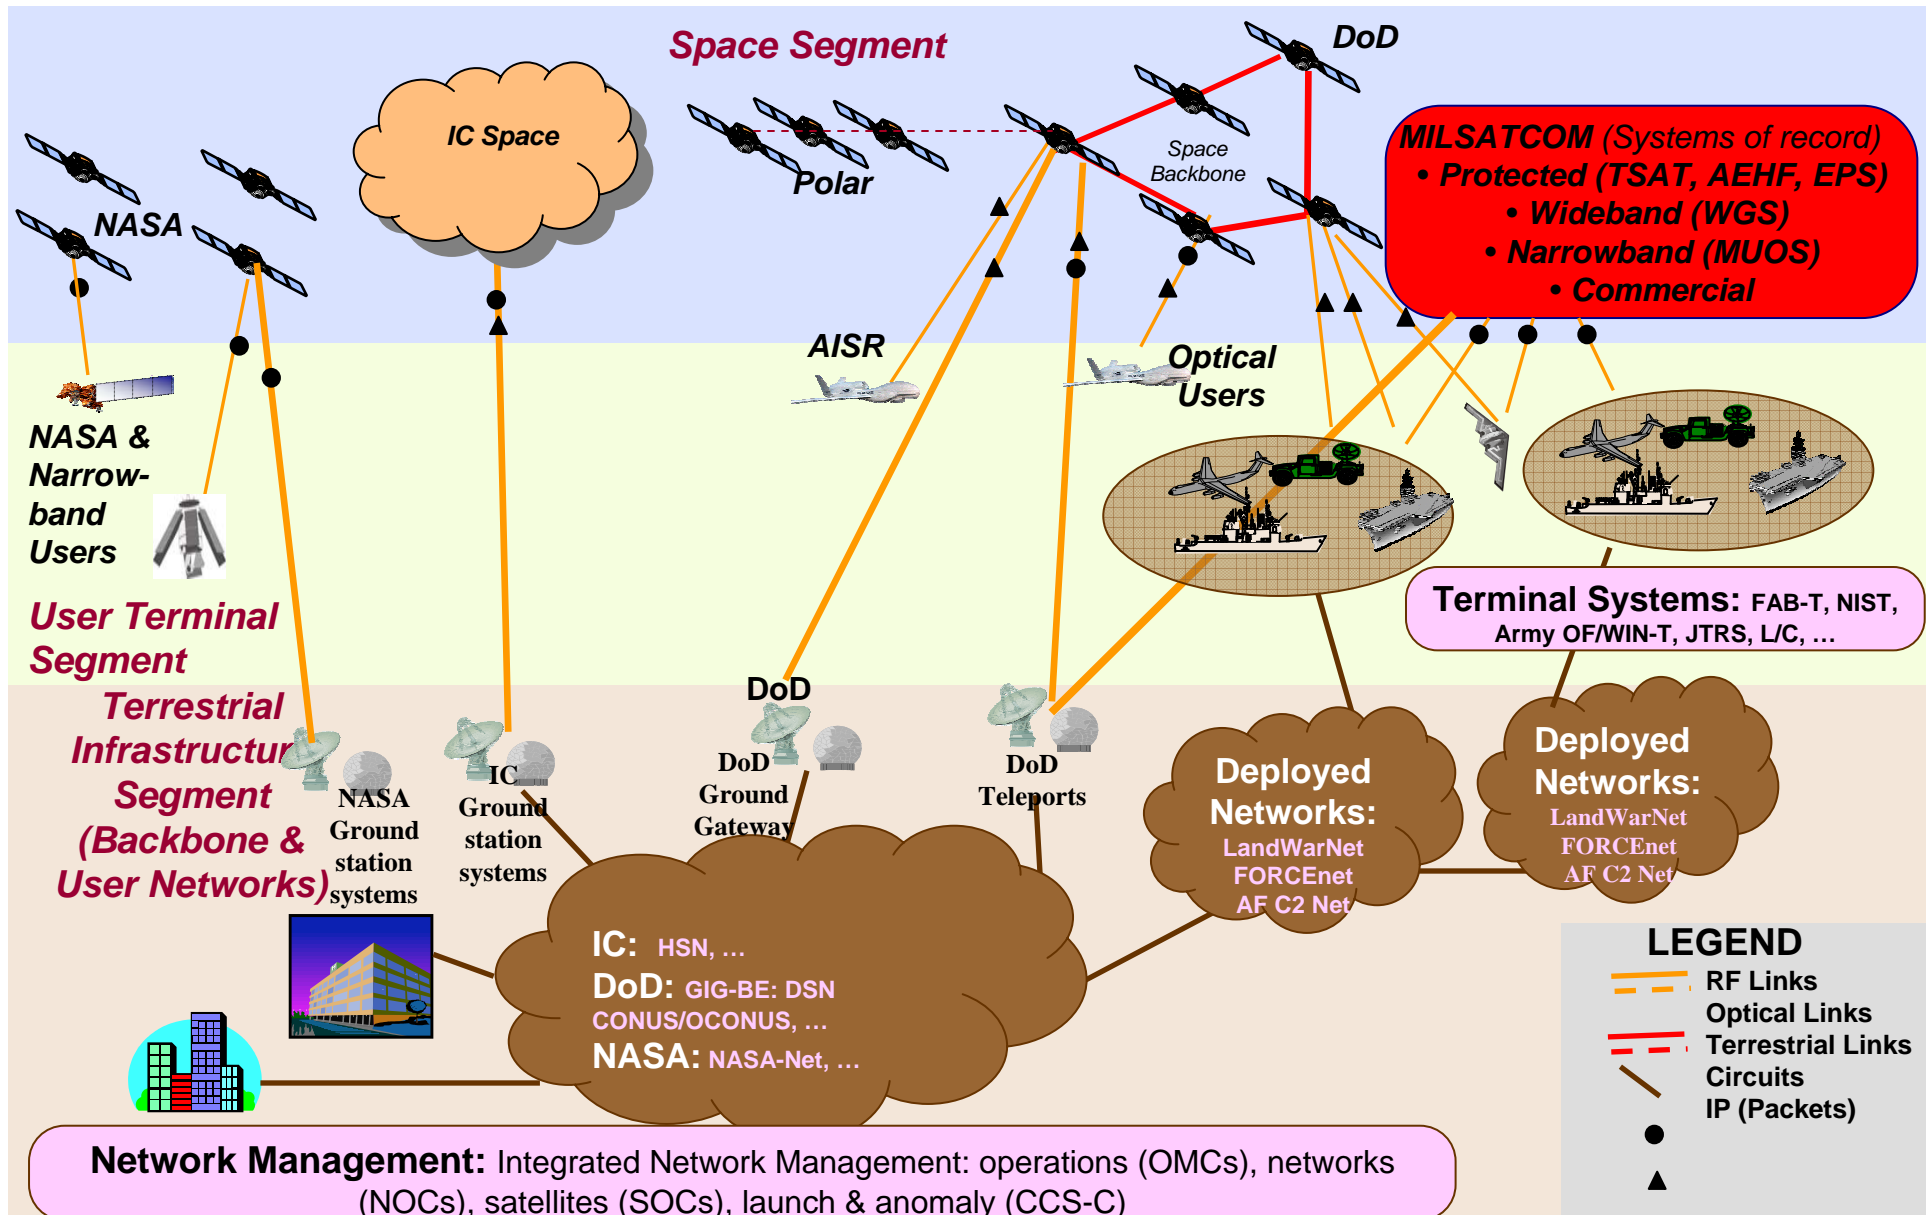 Space Segment
DoD
IC Space
MILSATCOM (Systems of record)
• Protected (TSAT, AEHF, EPS)
• Wideband (WGS)
• Narrowband (MUOS)
• Commercial
Space
Backbone
Polar
NASA
AISR
Optical
Users
NASA &
Narrow-
band
Users
User Terminal
Segment
Terminal Systems: FAB-T, NIST,
Army OF/WIN-T, JTRS, L/C, …
Terrestrial
Infrastructur
Segment
(Backbone &
User Networks)
NASA
Ground
station
systems
IC
Ground
station
systems
DoD
DoD
Ground
Gateway
DoD
Teleports
Deployed
Networks:
LandWarNet
FORCEnet
AF C2 Net
Deployed
Networks:
LandWarNet
FORCEnet
AF C2 Net
IC: HSN, …
DoD: GIG-BE: DSN
CONUS/OCONUS, …
NASA: NASA-Net, …
LEGEND
RF Links
Optical Links
Terrestrial Links
Circuits
IP (Packets)
Network Management: Integrated Network Management: operations (OMCs), networks
(NOCs), satellites (SOCs), launch & anomaly (CCS-C)